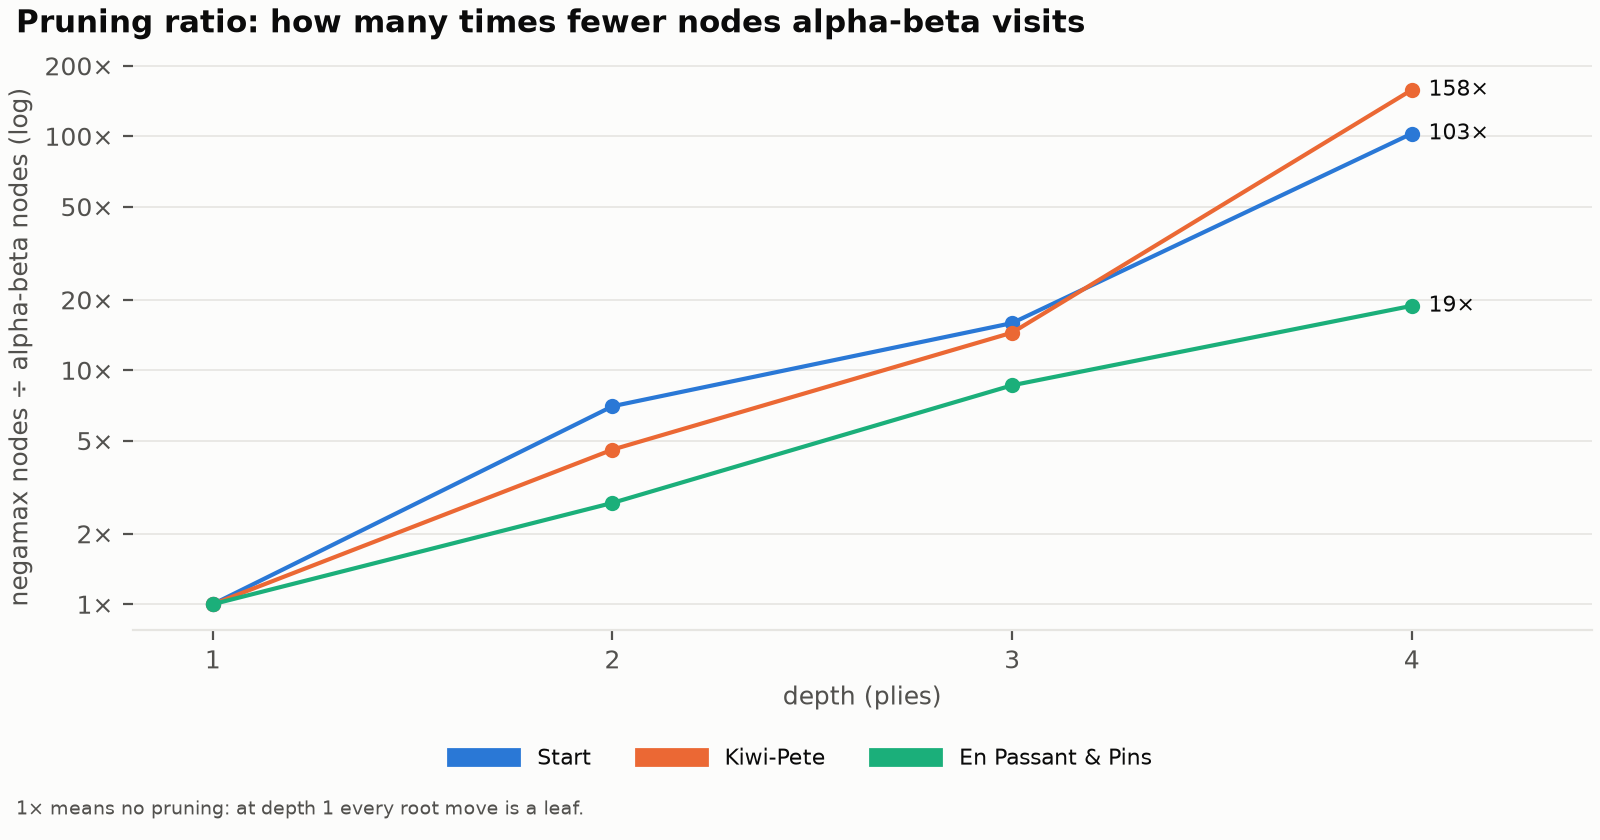 Pruning ratio: how many times fewer nodes alpha-beta visits
negamax nodes ÷ alpha-beta nodes (log)
200×
100×
50×
20×
10×
5×
2×
1×
158×
103×
19×
1 2 3 4
depth (plies)
Start Kiwi-Pete En Passant & Pins
1× means no pruning: at depth 1 every root move is a leaf.